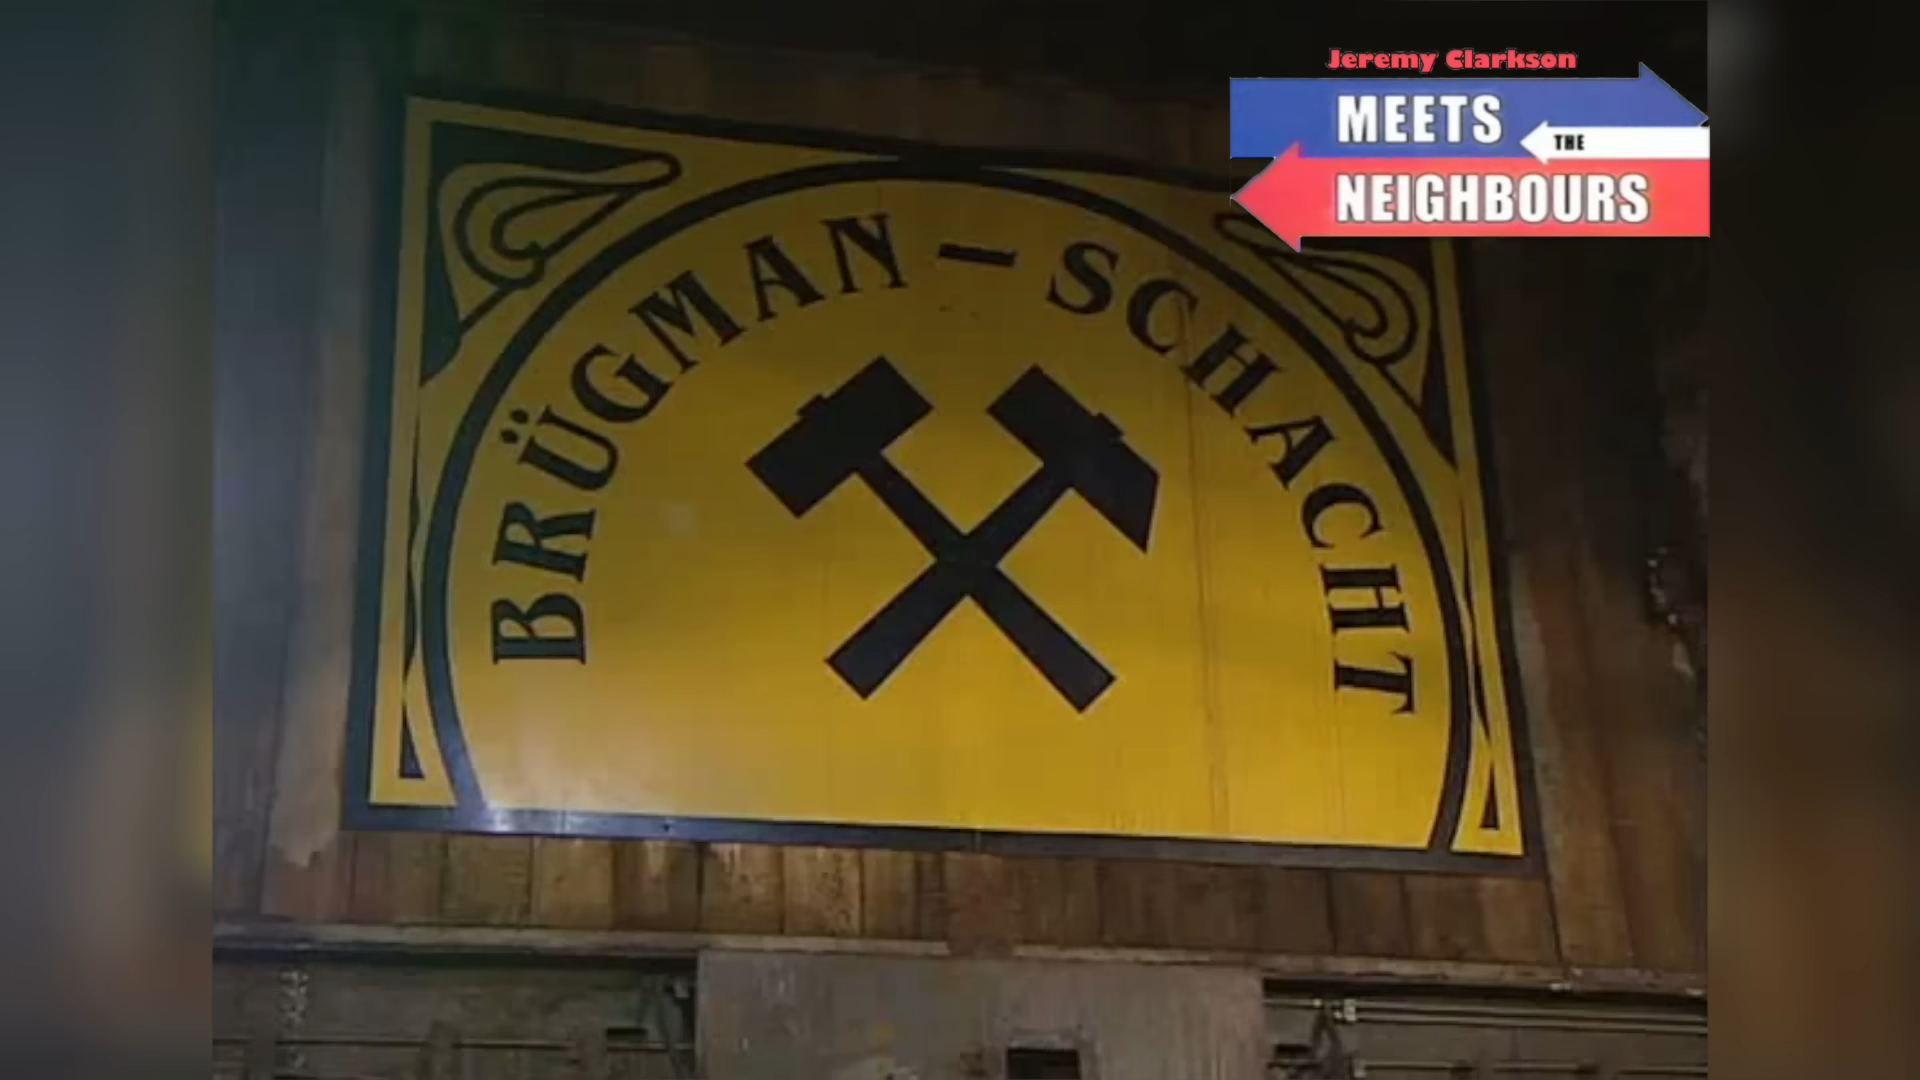 Jeremy Clarkson
MEETS
THE
NEIGHBOURS
BRÜGMAN-SCHACHT